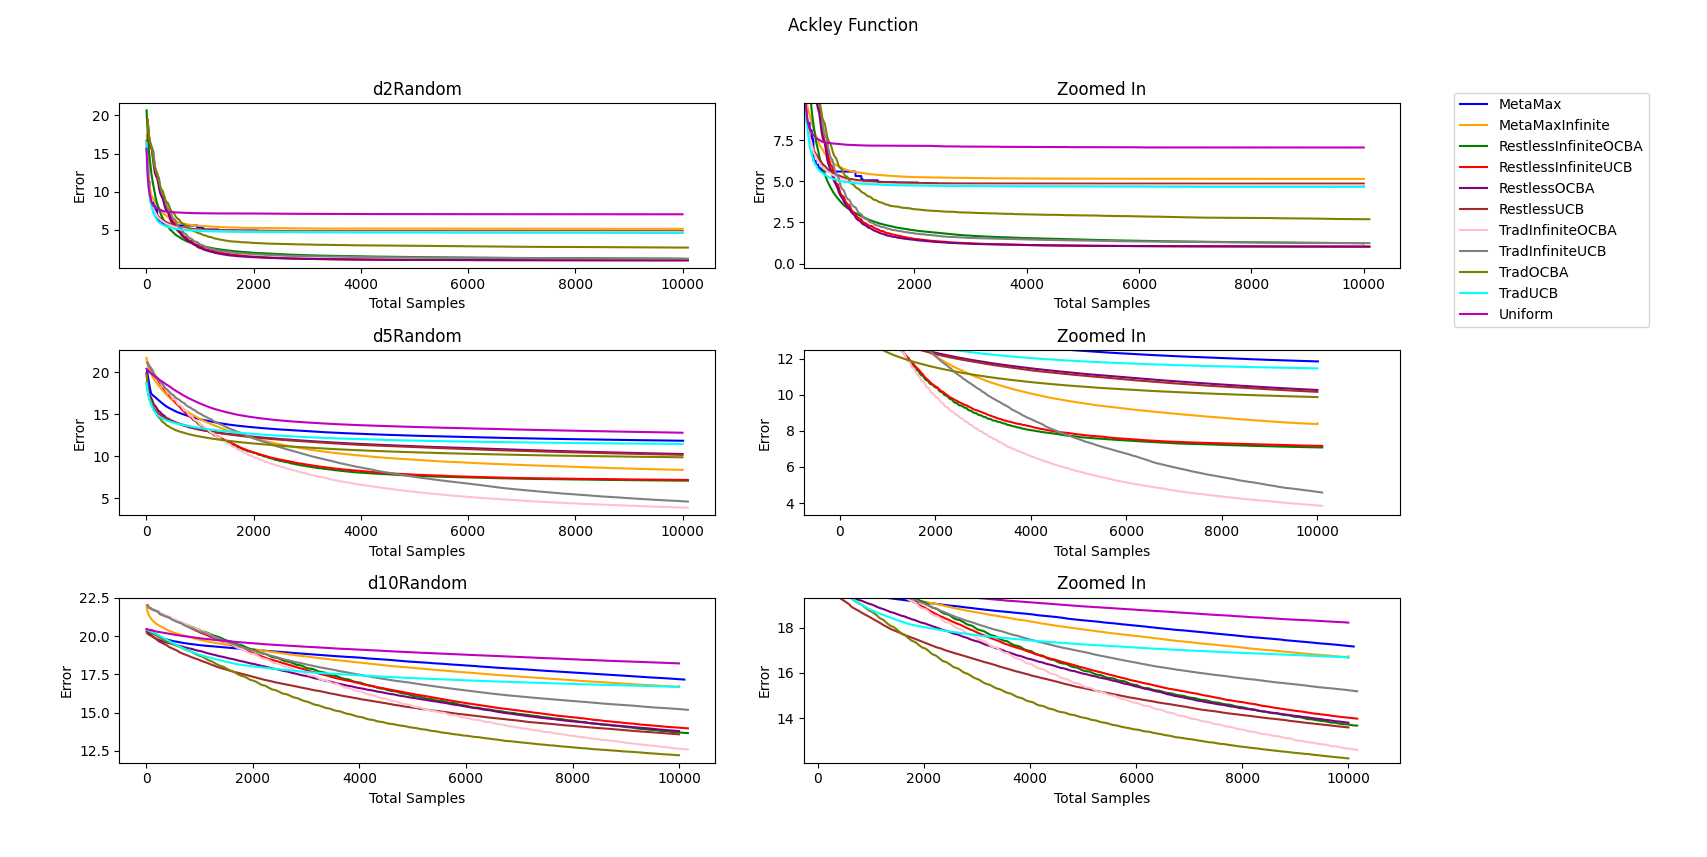 Ackley Function
d2Random
20
15
10
5
Error
0 2000 4000 6000 8000 10000
Total Samples
Zoomed In
7.5
5.0
2.5
0.0
Error
2000 4000 6000 8000 10000
Total Samples
MetaMax
MetaMaxInfinite
RestlessInfiniteOCBA
RestlessInfiniteUCB
RestlessOCBA
RestlessUCB
TradInfiniteOCBA
TradInfiniteUCB
TradOCBA
TradUCB
Uniform
d5Random
20
15
10
5
Error
0 2000 4000 6000 8000 10000
Total Samples
Zoomed In
12
10
8
6
4
Error
0 2000 4000 6000 8000 10000
Total Samples
d10Random
22.5
20.0
17.5
15.0
12.5
Error
0 2000 4000 6000 8000 10000
Total Samples
Zoomed In
18
16
14
Error
0 2000 4000 6000 8000 10000
Total Samples